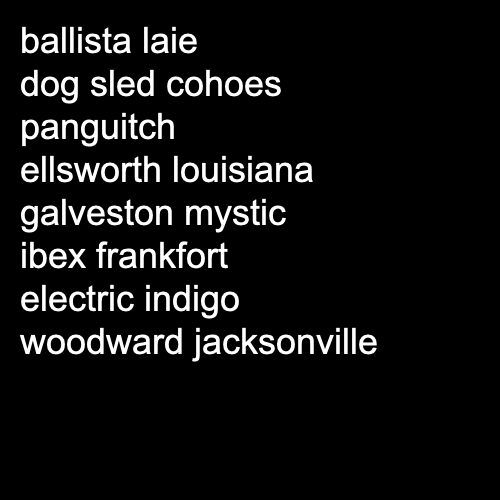 ballista laie
dog sled cohoes
panguitch
ellsworth louisiana
galveston mystic
ibex frankfort
electric indigo
woodward jacksonville